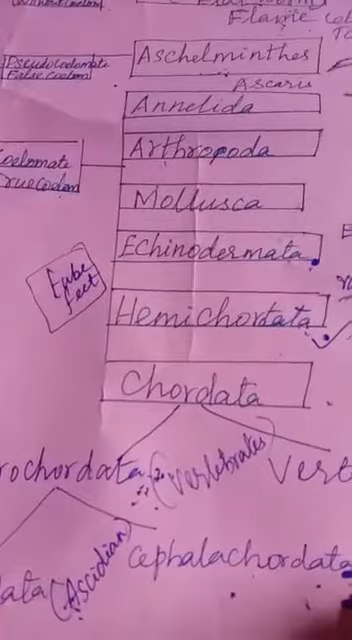 Flame
Aschelminthes
Pseudocoelomate
False Coelom
Ascaris
Annelida
Arthropoda
Coelomate
True Coelom
Mollusca
Echinodermata
Tube
feet
Hemichordata
Chordata
rochordata
(Vertebrates)
Vert
Cephalachordata
ata (Ascidian)